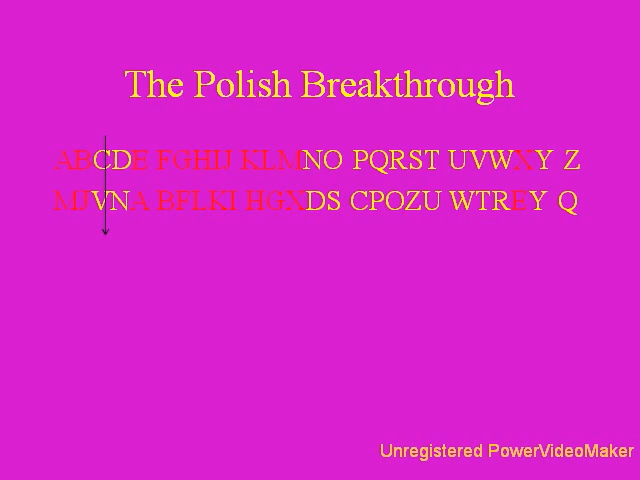 The Polish Breakthrough
ABCDE FGHIJ KLMNO PQRST UVWXY Z
MJVNA BFLKI HGXDS CPOZU WTREY Q
Unregistered PowerVideoMaker